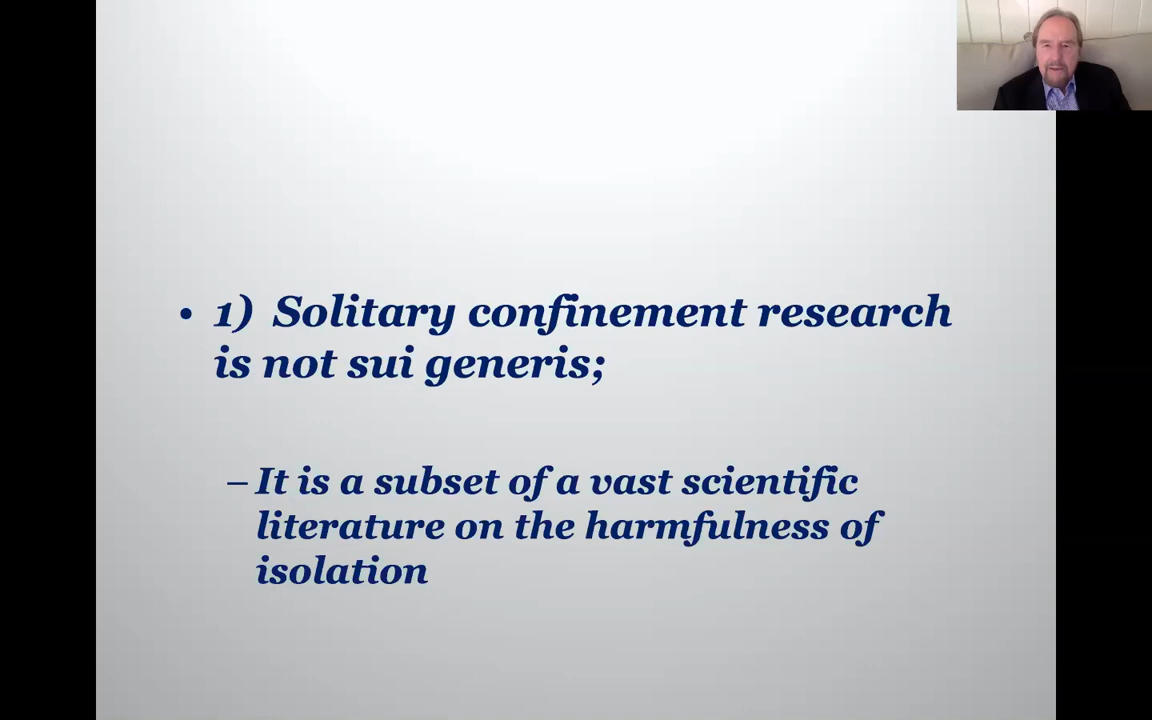 • 1) Solitary confinement research
is not sui generis;
– It is a subset of a vast scientific
literature on the harmfulness of
isolation